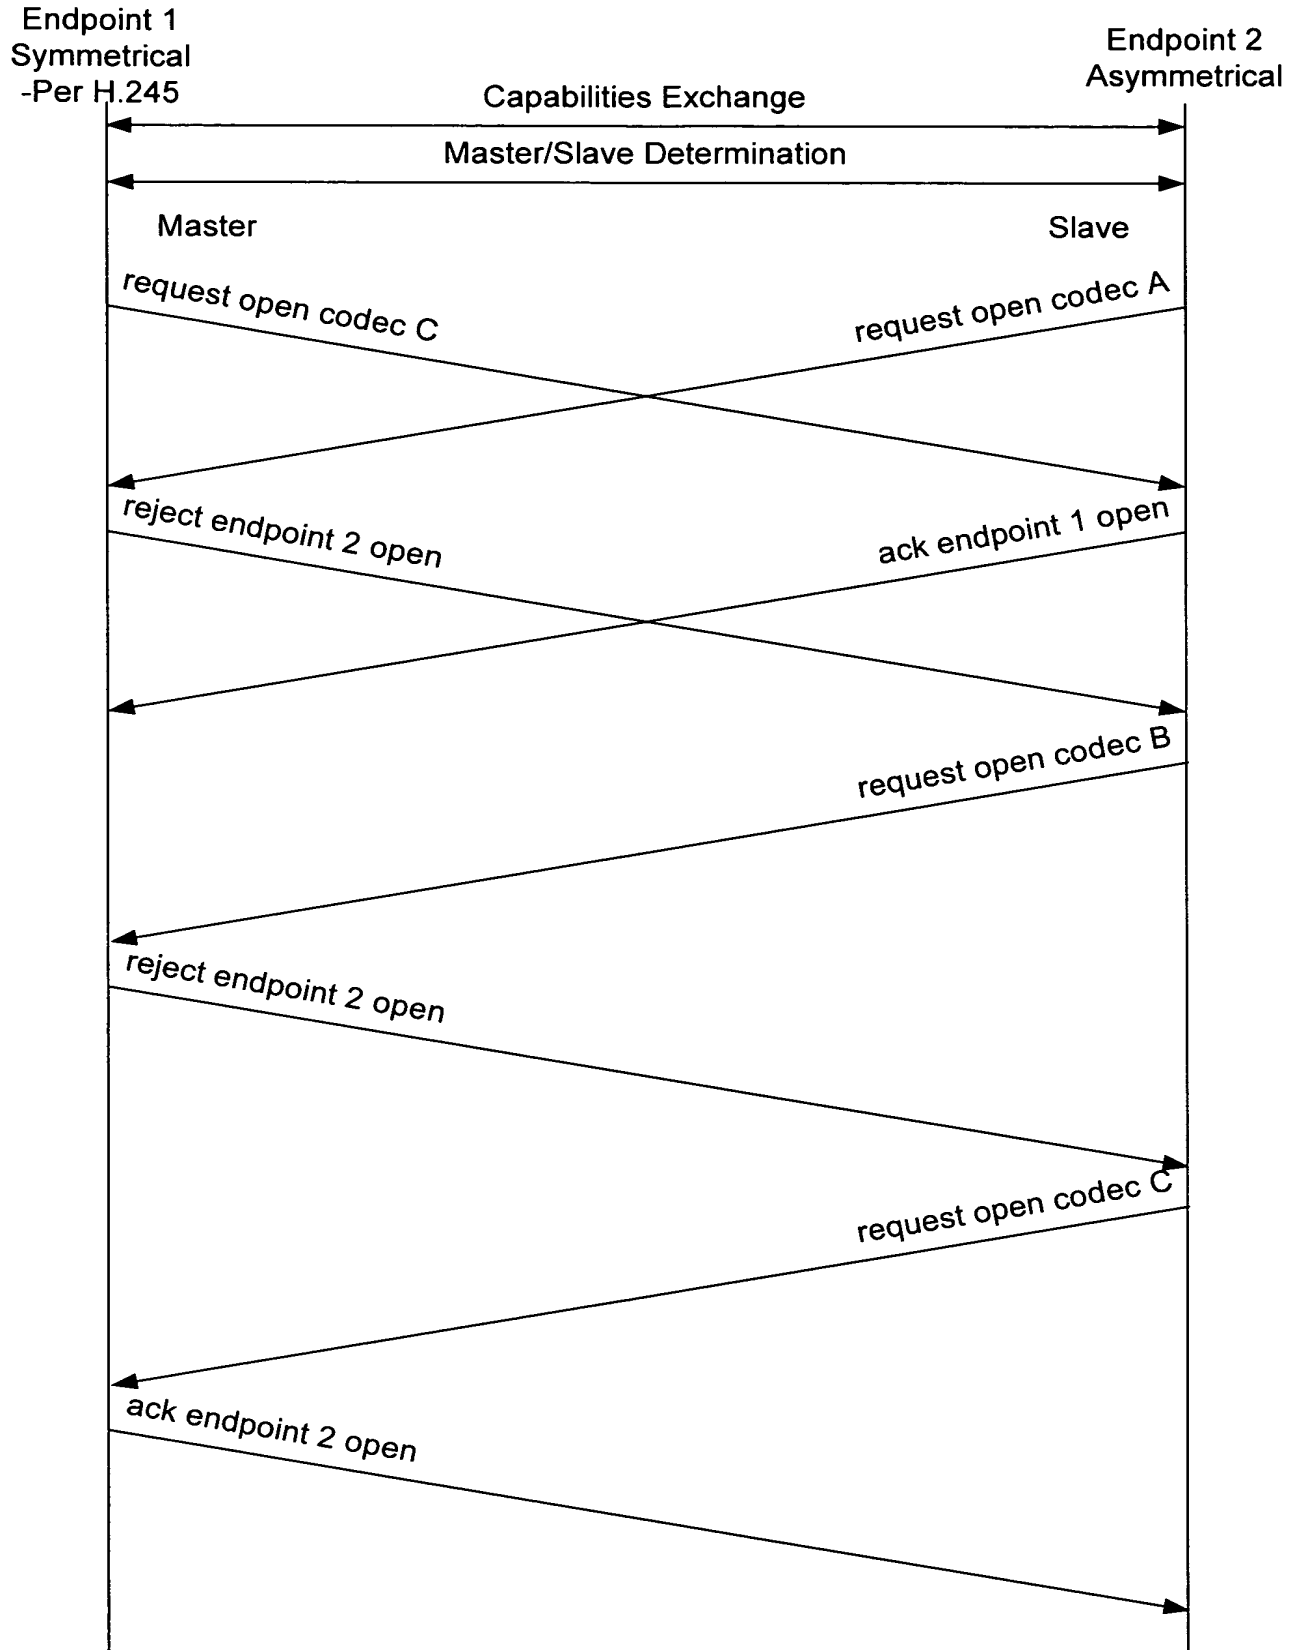 Endpoint 1
Symmetrical
-Per H.245
Endpoint 2
Asymmetrical
Capabilities Exchange
Master/Slave Determination
Master
Slave
request open codec C
request open codec A
reject endpoint 2 open
ack endpoint 1 open
request open codec B
reject endpoint 2 open
request open codec C
ack endpoint 2 open